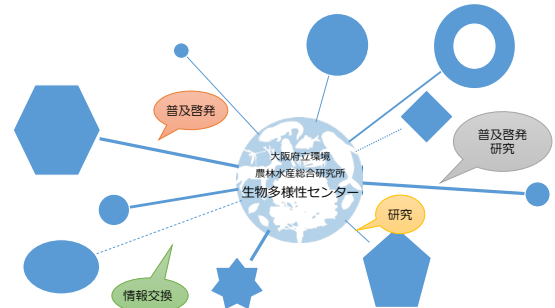 普及啓発
大阪府立環境
農林水産総合研究所
生物多様性センター
普及啓発
研究
研究
情報交換